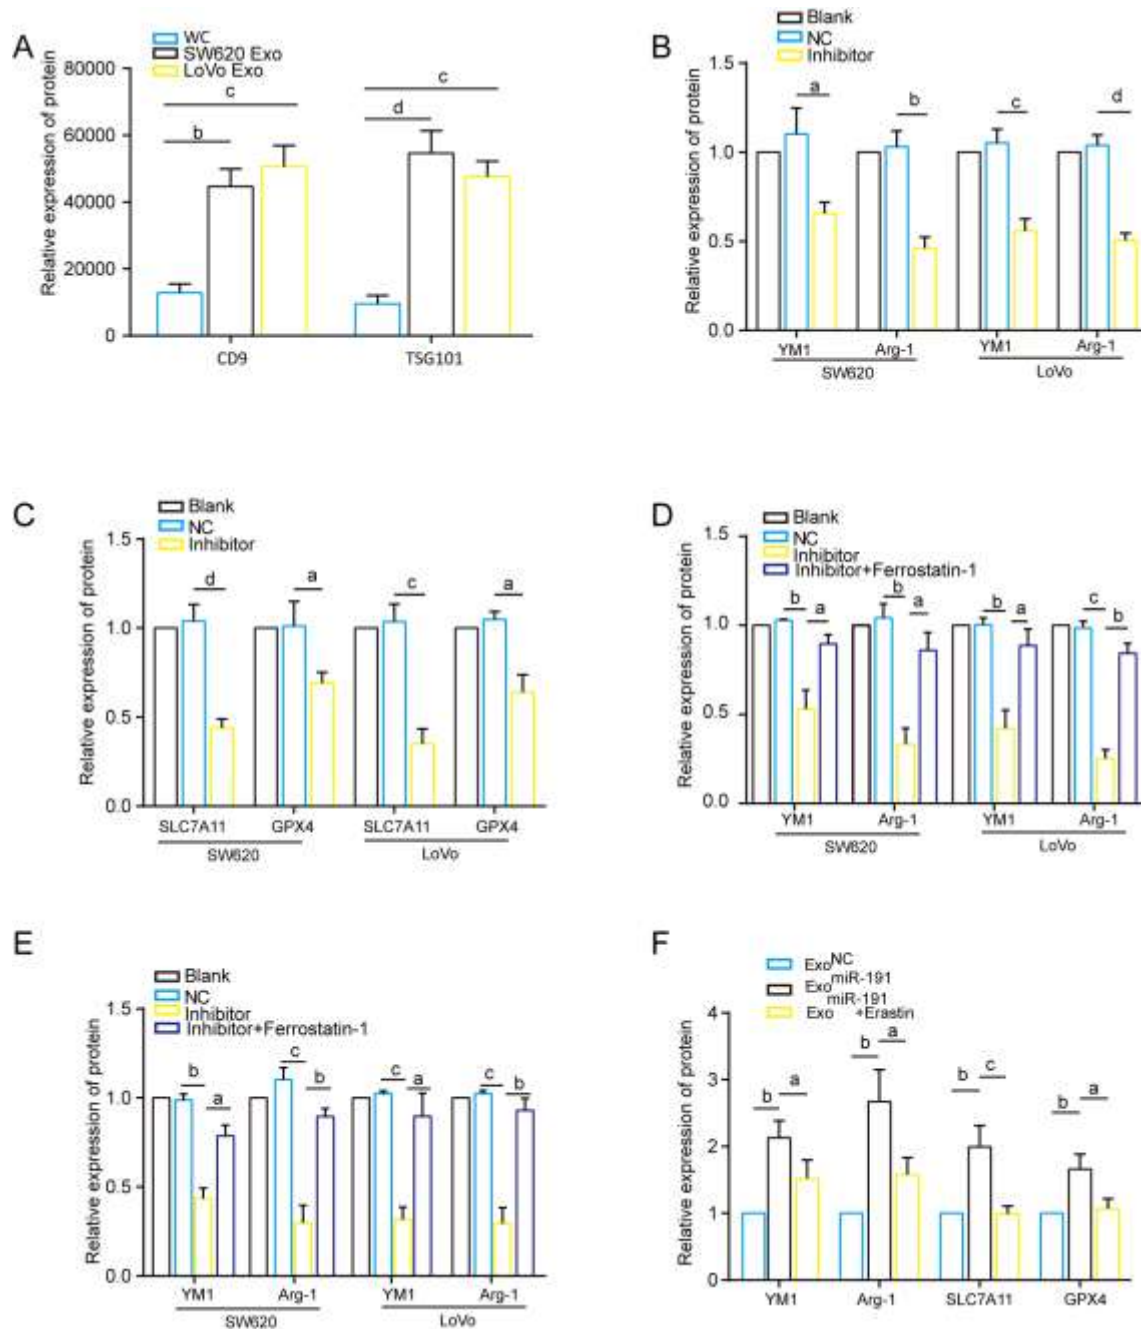 A
WC
SW620 Exo
LoVo Exo
Relative expression of protein
80000
60000
40000
20000
0
c
b
c
d
CD9
TSG101
B
Blank
NC
Inhibitor
Relative expression of protein
1.5
1.0
0.5
0.0
a
b
c
d
YM1
Arg-1
YM1
Arg-1
SW620
LoVo
C
Blank
NC
Inhibitor
Relative expression of protein
1.5
1.0
0.5
0.0
d
a
c
a
SLC7A11
GPX4
SLC7A11
GPX4
SW620
LoVo
D
Blank
NC
Inhibitor
Inhibitor+Ferrostatin-1
Relative expression of protein
1.5
1.0
0.5
0.0
b
a
b
a
b
a
c
b
YM1
Arg-1
YM1
Arg-1
SW620
LoVo
E
Blank
NC
Inhibitor
Inhibitor+Ferrostatin-1
Relative expression of protein
1.5
1.0
0.5
0.0
b
a
c
b
c
a
c
b
YM1
Arg-1
YM1
Arg-1
SW620
LoVo
F
Exo NC
Exo miR-191
Exo miR-191 +Erastin
Relative expression of protein
4
3
2
1
0
b
a
b
a
b
c
b
a
YM1
Arg-1
SLC7A11
GPX4